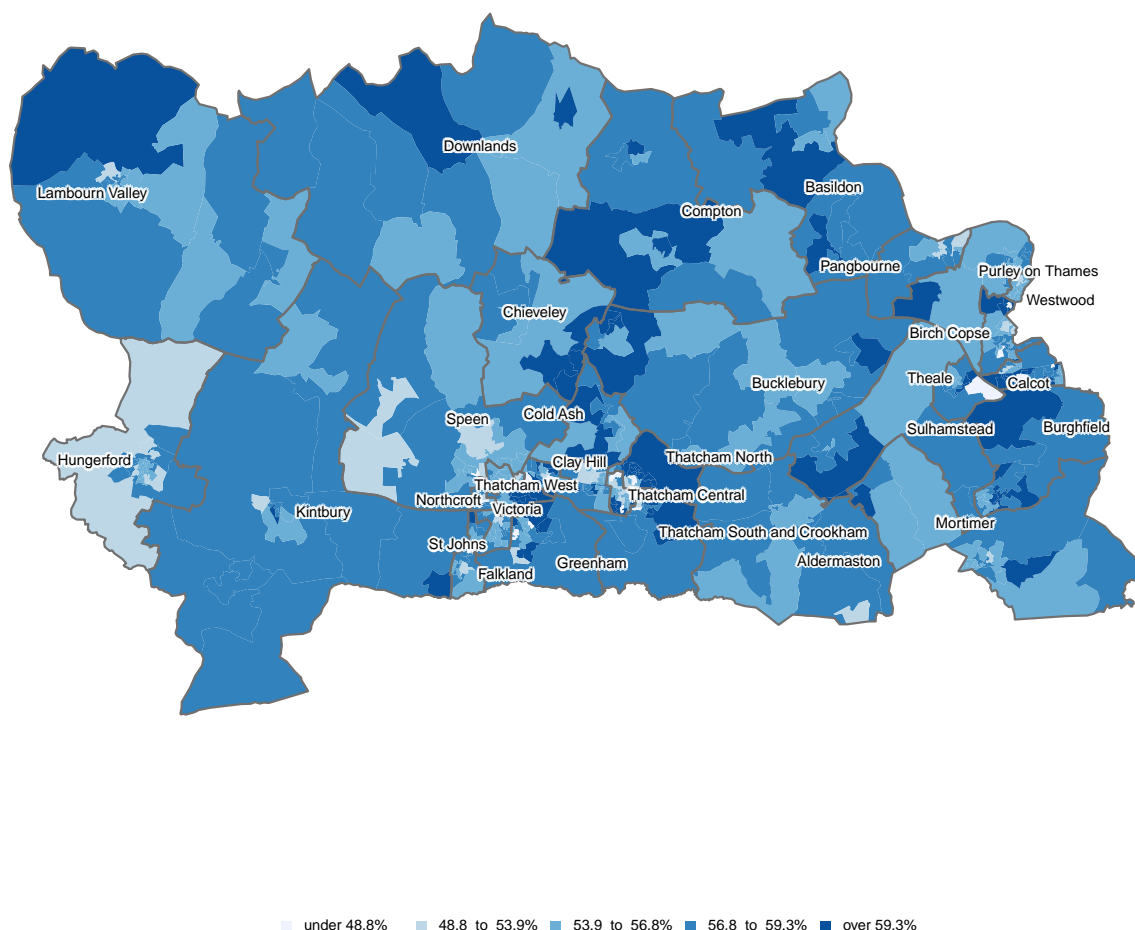 Downlands
Lambourn Valley
Basildon
Compton
Pangbourne
Purley on Thames
Westwood
Chieveley
Birch Copse
Theale
Bucklebury
Calcot
Cold Ash
Speen
Sulhamstead
Burghfield
Hungerford
Clay Hill
Thatcham North
Thatcham West
Thatcham Central
Northcroft
Victoria
Kintbury
Mortimer
Thatcham South and Crookham
St Johns
Greenham
Aldermaston
Falkland
under 48.8% 48.8 to 53.9% 53.9 to 56.8% 56.8 to 59.3% over 59.3%